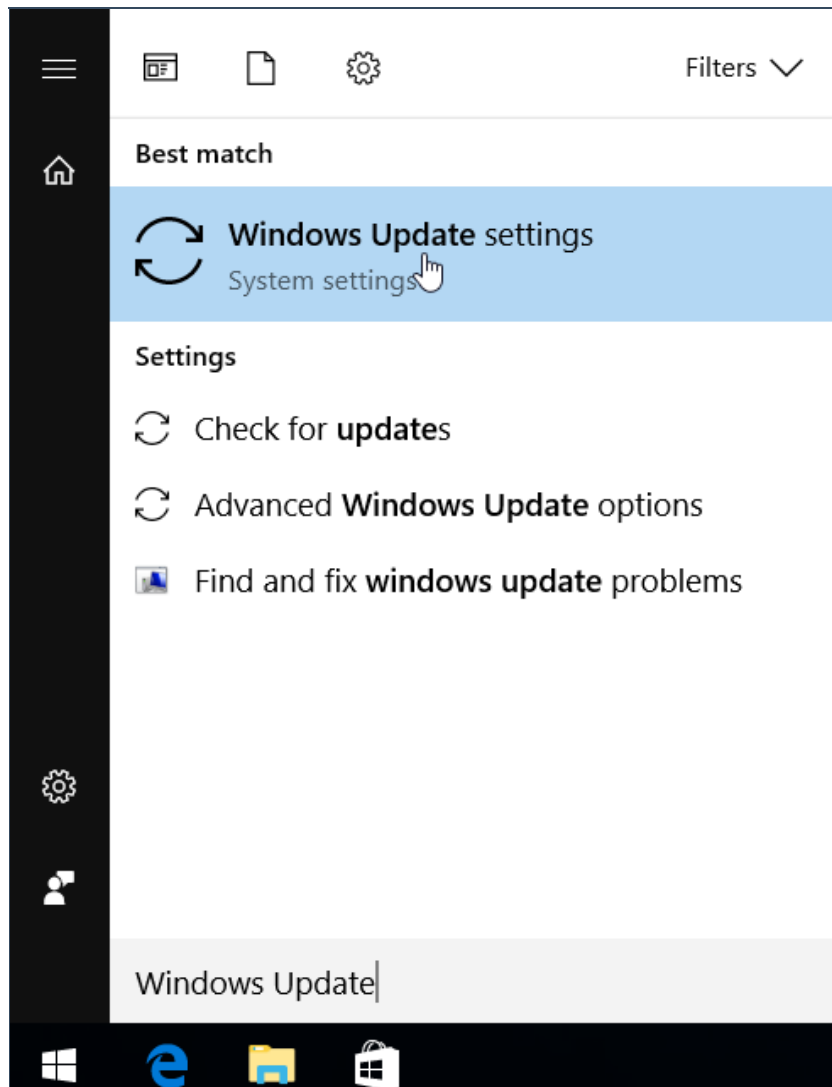 Filters
Best match
Windows Update settings
System settings
Settings
Check for updates
Advanced Windows Update options
Find and fix windows update problems
Windows Update